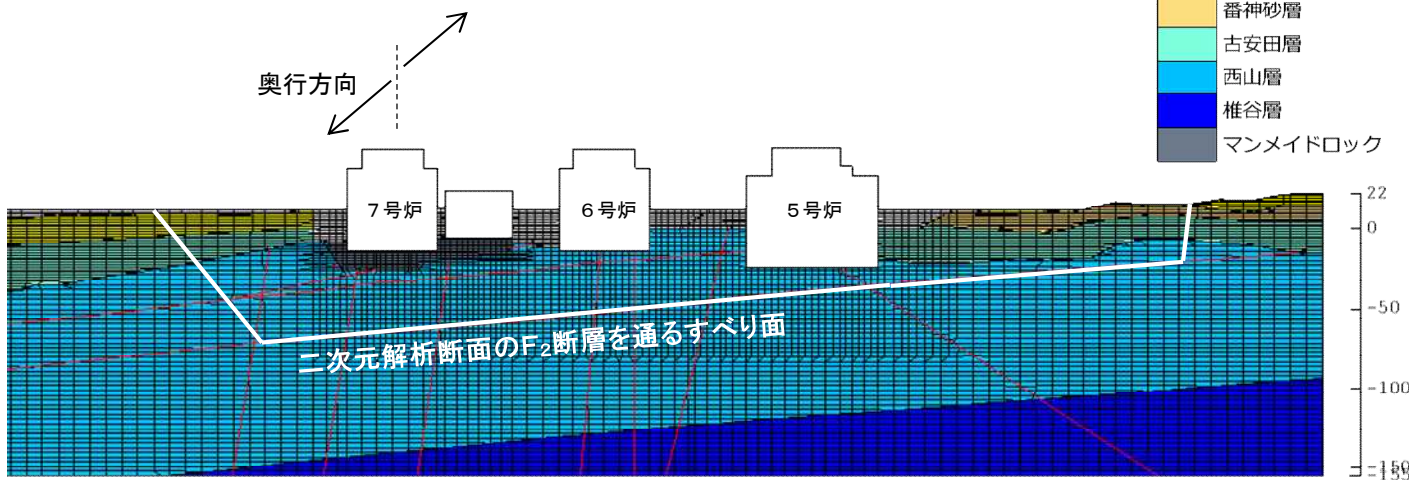 番神砂層
古安田層
西山層
椎谷層
マンメイドロック
奥行方向
7号炉
6号炉
5号炉
二次元解析断面のF₂断層を通るすべり面
22
0
-50
-100
-150
-155